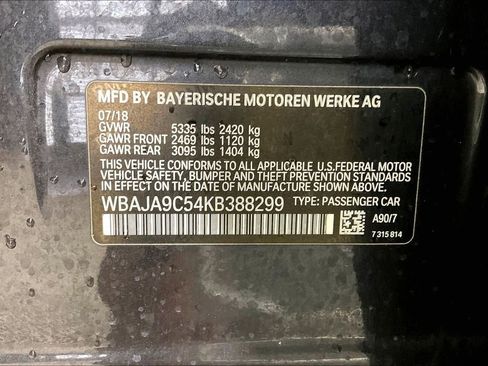 MFD BY BAYERISCHE MOTOREN WERKE AG
07/18
GVWR 5335 lbs 2420 kg
GAWR FRONT 2469 lbs 1120 kg
GAWR REAR 3095 lbs 1404 kg
THIS VEHICLE CONFORMS TO ALL APPLICABLE U.S.FEDERAL MOTOR
VEHICLE SAFETY, BUMPER AND THEFT PREVENTION STANDARDS IN
EFFECT ON THE DATE OF MANUFACTURE SHOWN ABOVE.
WBAJA9C54KB388299 TYPE: PASSENGER CAR
A90/7
7 315 814